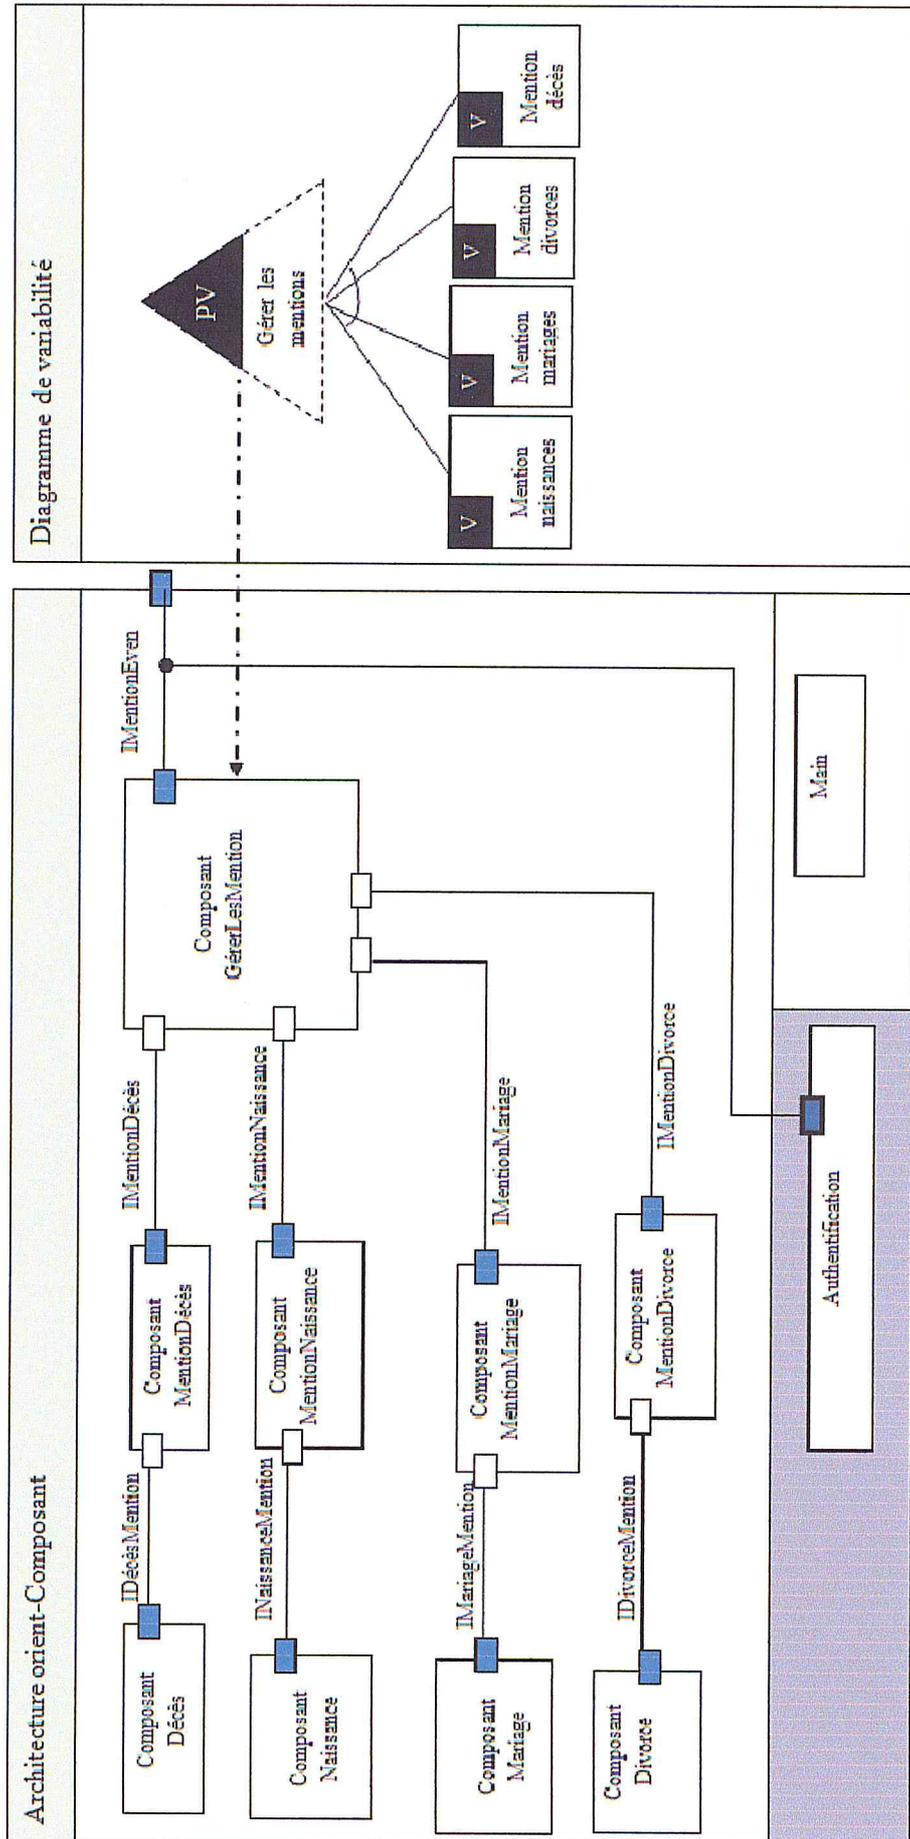 Architecture orient-Composant
Composant
Décès
IDécèsMention
Composant
MentionDécès
IMentionDécès
Composant
GérerLesMention
IMentionEven
Composant
Naissance
INaissanceMention
Composant
MentionNaissance
IMentionNaissance
Composant
Mariage
IMariageMention
Composant
MentionMariage
IMentionMariage
Composant
Divorce
IDivorceMention
Composant
MentionDivorce
IMentionDivorce
Authentification
Main
Diagramme de variabilité
PV
Gérer les
mentions
V
Mention
naissances
V
Mention
mariages
V
Mention
divorces
V
Mention
décès